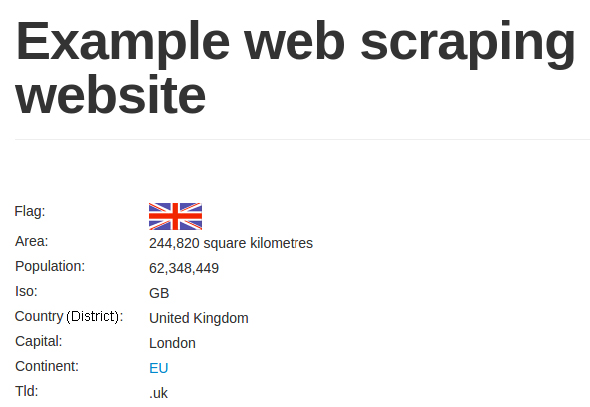 Example web scraping
website
Flag:
Area: 244,820 square kilometres
Population: 62,348,449
Iso: GB
Country (District): United Kingdom
Capital: London
Continent: EU
Tld: .uk